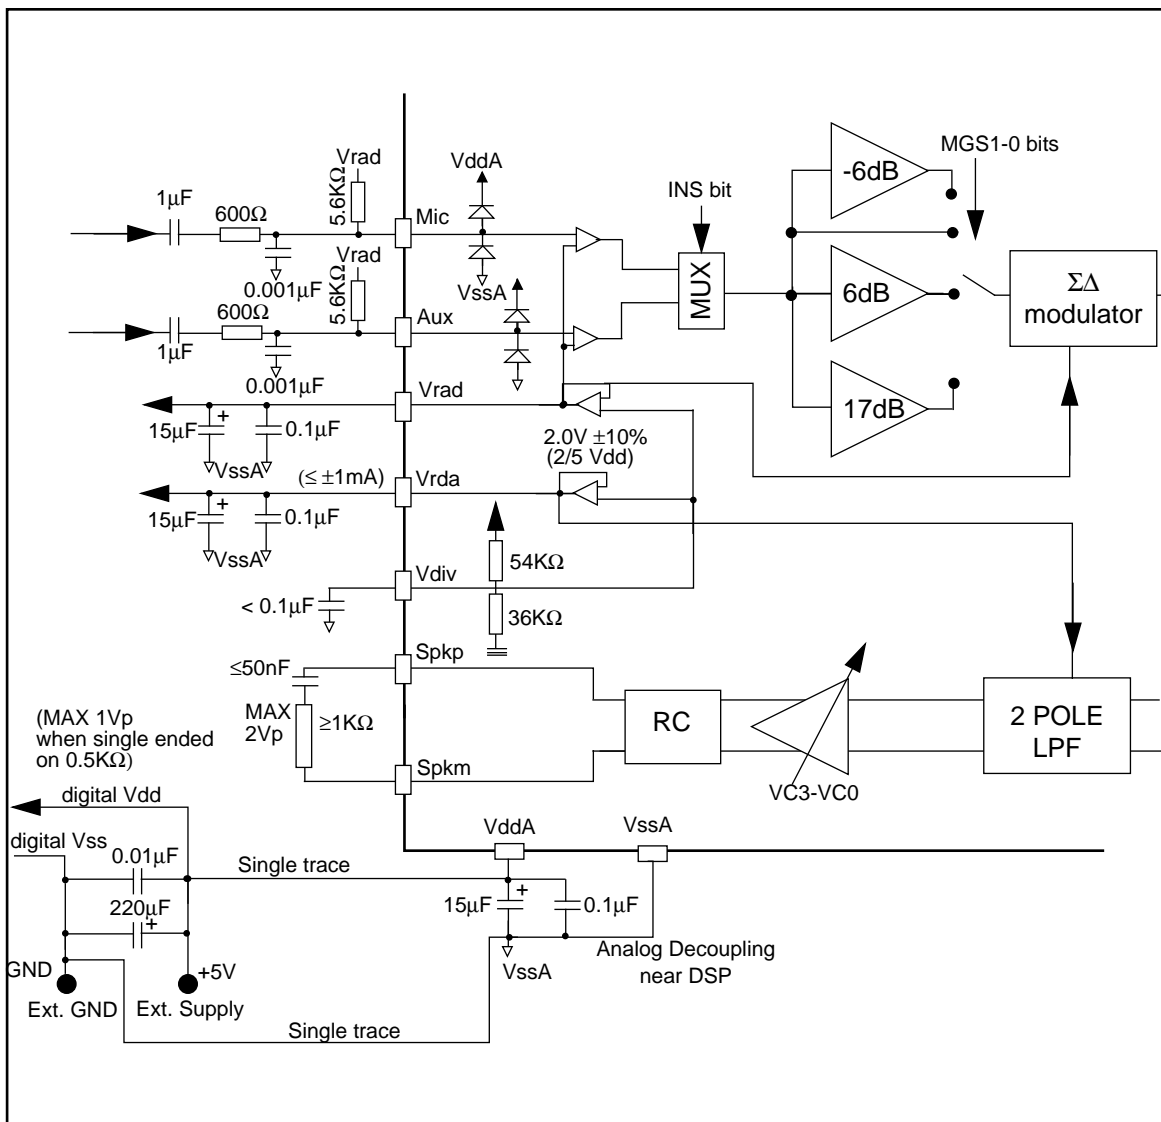 Vrad
VddA
MGS1-0 bits
-6dB
INS bit
1µF
600Ω
5.6KΩ
Mic
0.001µF
Vrad
VssA
MUX
6dB
ΣΔ
modulator
600Ω
5.6KΩ
Aux
1µF
0.001µF
Vrad
17dB
15µF
+
0.1µF
2.0V ±10%
(2/5 Vdd)
VssA
(≤ ±1mA)
Vrda
15µF
+
0.1µF
VssA
54KΩ
Vdiv
< 0.1µF
36KΩ
Spkp
≤50nF
MAX
2Vp
≥1KΩ
RC
2 POLE
LPF
(MAX 1Vp
when single ended
on 0.5KΩ)
Spkm
VC3-VC0
digital Vdd
digital Vss
VddA
VssA
0.01µF
Single trace
220µF
+
15µF
+
0.1µF
Analog Decoupling
near DSP
GND
+5V
VssA
Ext. GND
Ext. Supply
Single trace